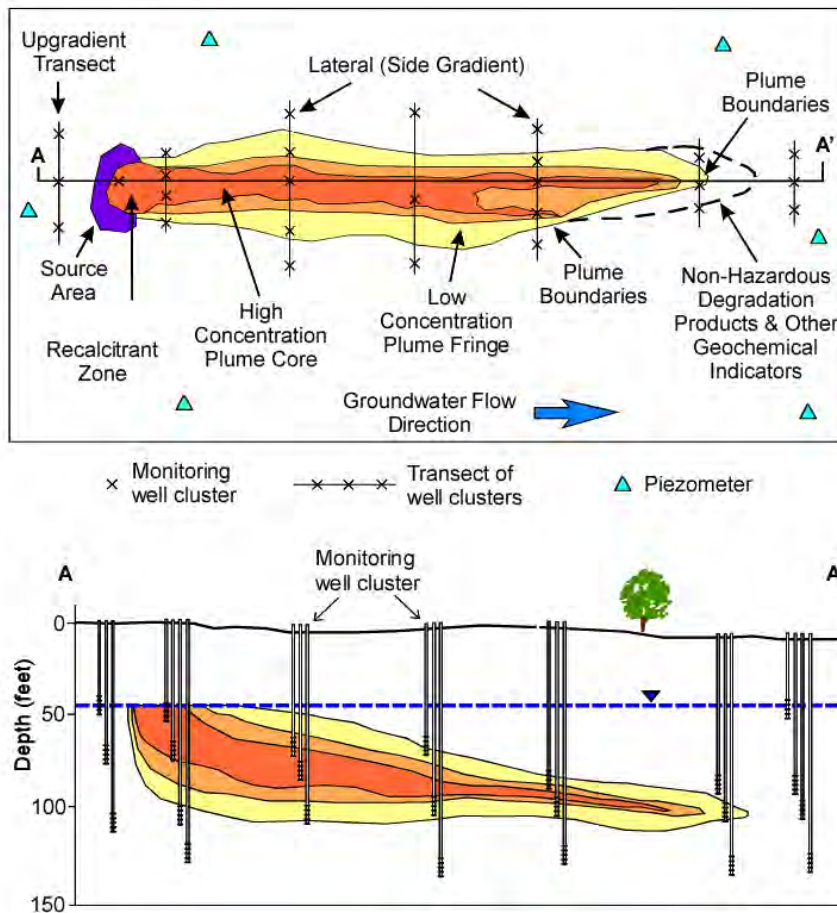 Upgradient
Transect
Lateral (Side Gradient)
Plume
Boundaries
A
A'
Source
Area
Recalcitrant
Zone
High
Concentration
Plume Core
Low
Concentration
Plume Fringe
Plume
Boundaries
Non-Hazardous
Degradation
Products & Other
Geochemical
Indicators
Groundwater Flow
Direction
Monitoring
well cluster
Transect of
well clusters
Piezometer
A
Monitoring
well cluster
A
0
50
100
150
Depth (feet)